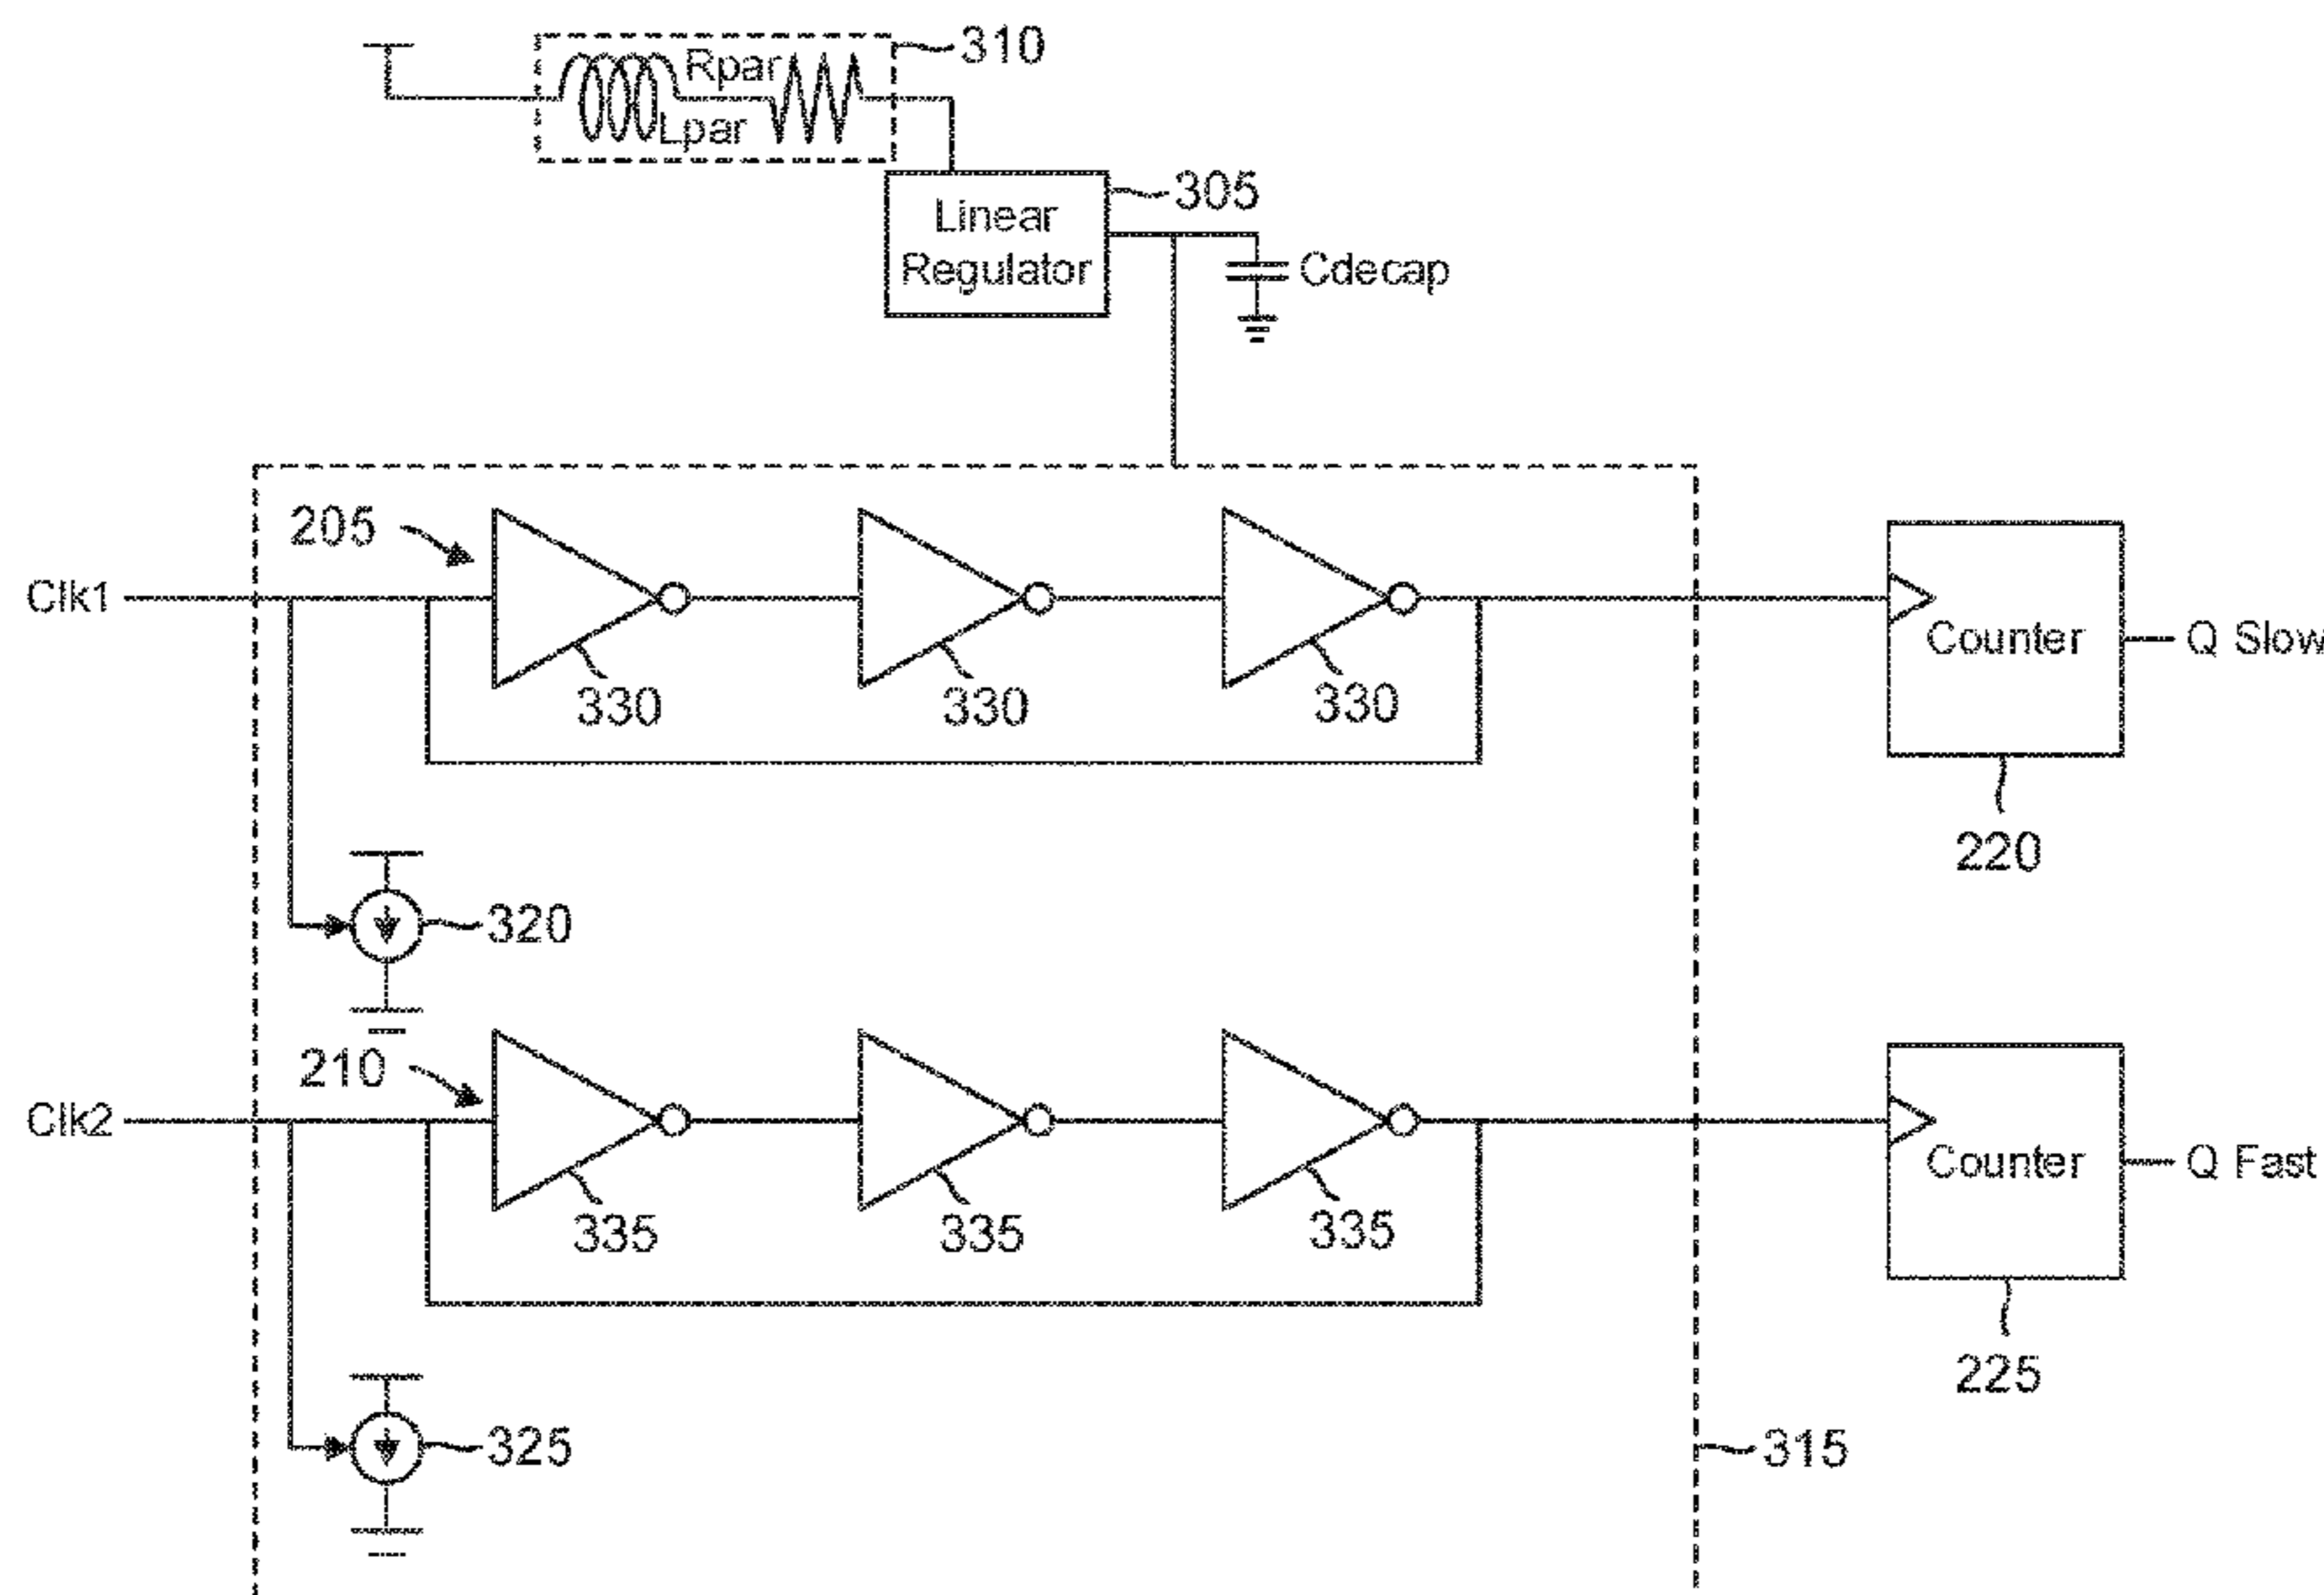 310
Rpar
Lpar
305
Linear
Regulator
Cdecap
205
Clk1
330
330
330
Counter
Q Slow
220
320
210
Clk2
335
335
335
Counter
Q Fast
225
325
315